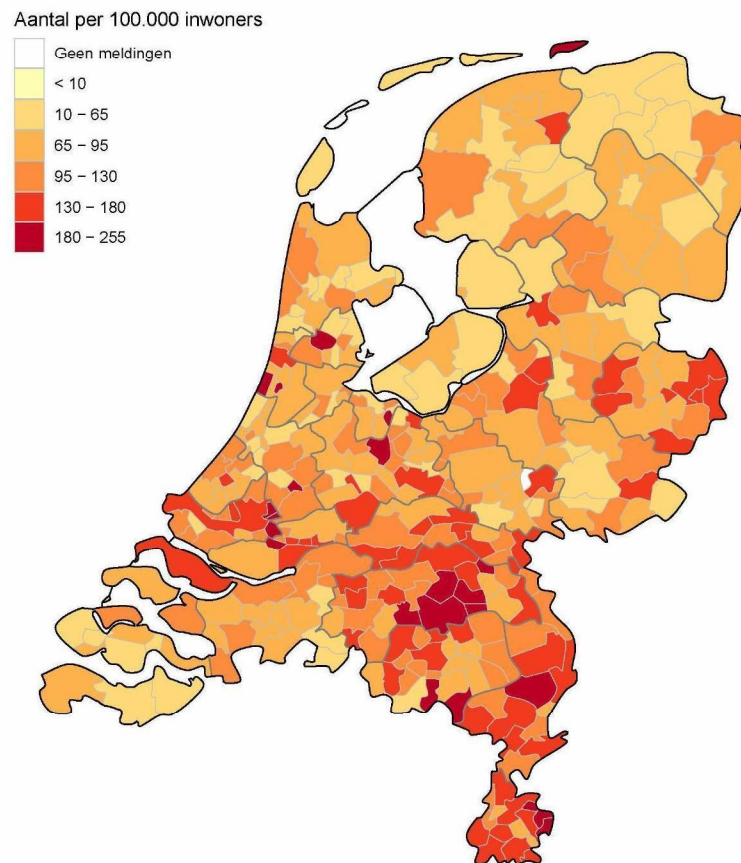 Aantal per 100.000 inwoners
Geen meldingen
< 10
10 − 65
65 − 95
95 − 130
130 − 180
180 − 255